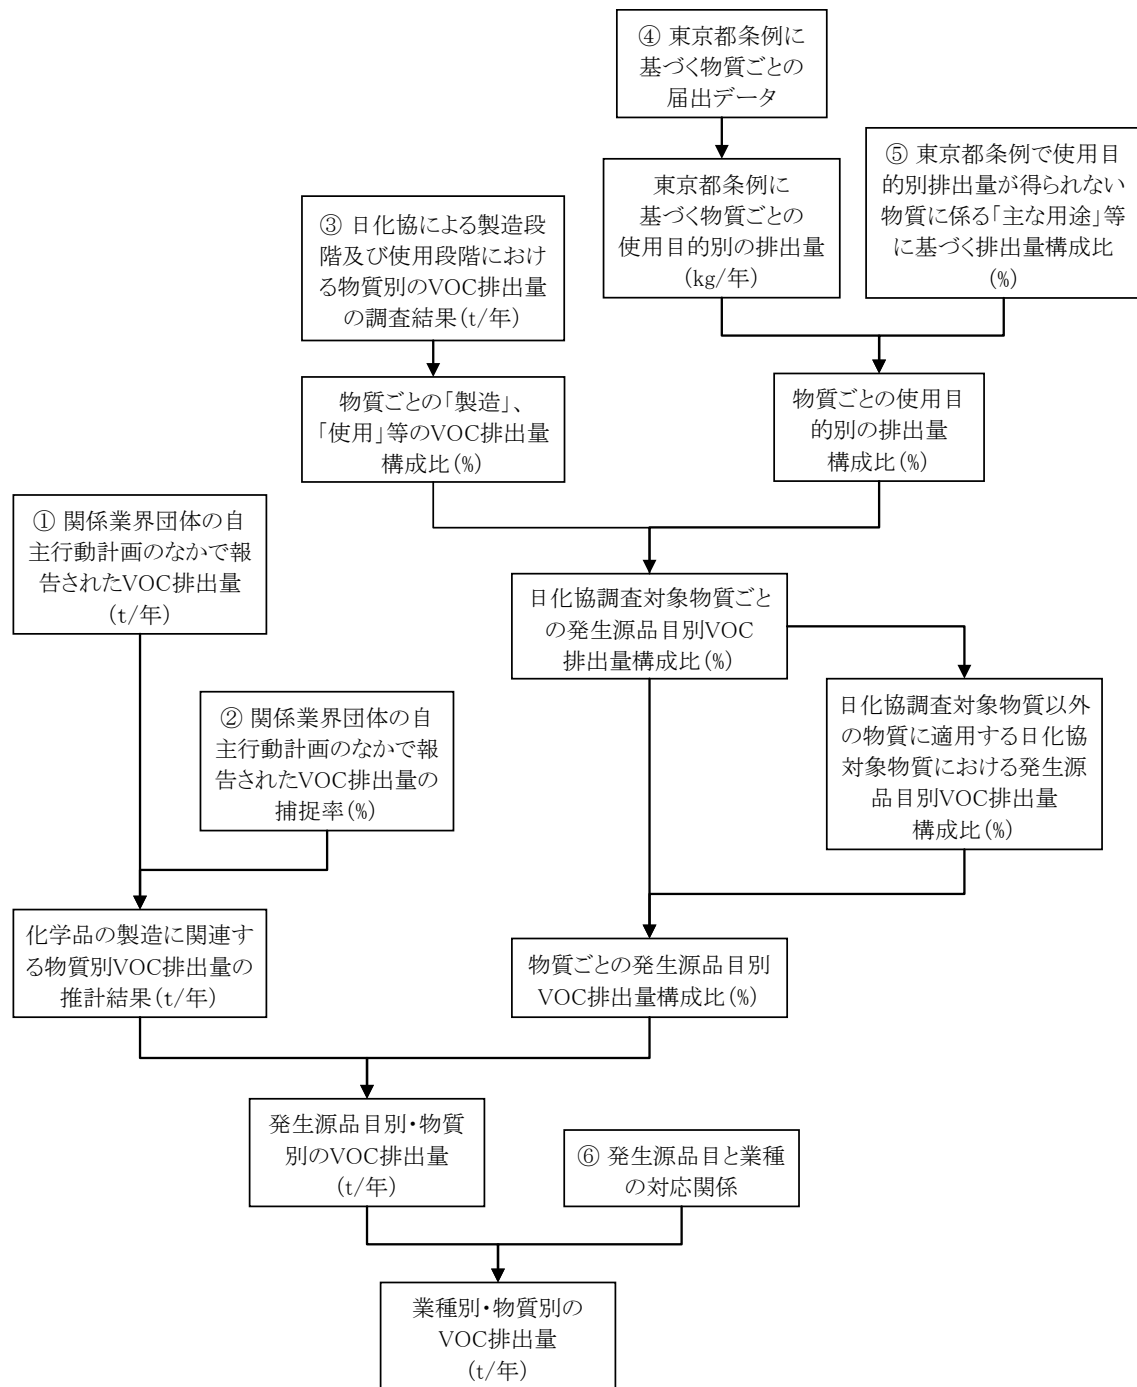 ④ 東京都条例に
基づく物質ごとの
届出データ
⑤ 東京都条例で使用目
的別排出量が得られない
物質に係る「主な用途」等
に基づく排出量構成比
(%)
東京都条例に
基づく物質ごとの
使用目的別の排出量
(kg/年)
③ 日化協による製造段
階及び使用段階におけ
る物質別のVOC排出量
の調査結果(t/年)
物質ごとの「製造」、
「使用」等のVOC排出量
構成比(%)
物質ごとの使用目
的別の排出量
構成比(%)
① 関係業界団体の自
主行動計画のなかで報
告されたVOC排出量
(t/年)
日化協調査対象物質ごと
の発生源品目別VOC
排出量構成比(%)
② 関係業界団体の自
主行動計画のなかで報
告されたVOC排出量の
捕捉率(%)
日化協調査対象物質以外
の物質に適用する日化協
対象物質における発生源
品目別VOC排出量
構成比(%)
化学品の製造に関連す
る物質別VOC排出量の
推計結果(t/年)
物質ごとの発生源品目別
VOC排出量構成比(%)
発生源品目別・物質
別のVOC排出量
(t/年)
⑥ 発生源品目と業種
の対応関係
業種別・物質別の
VOC排出量
(t/年)